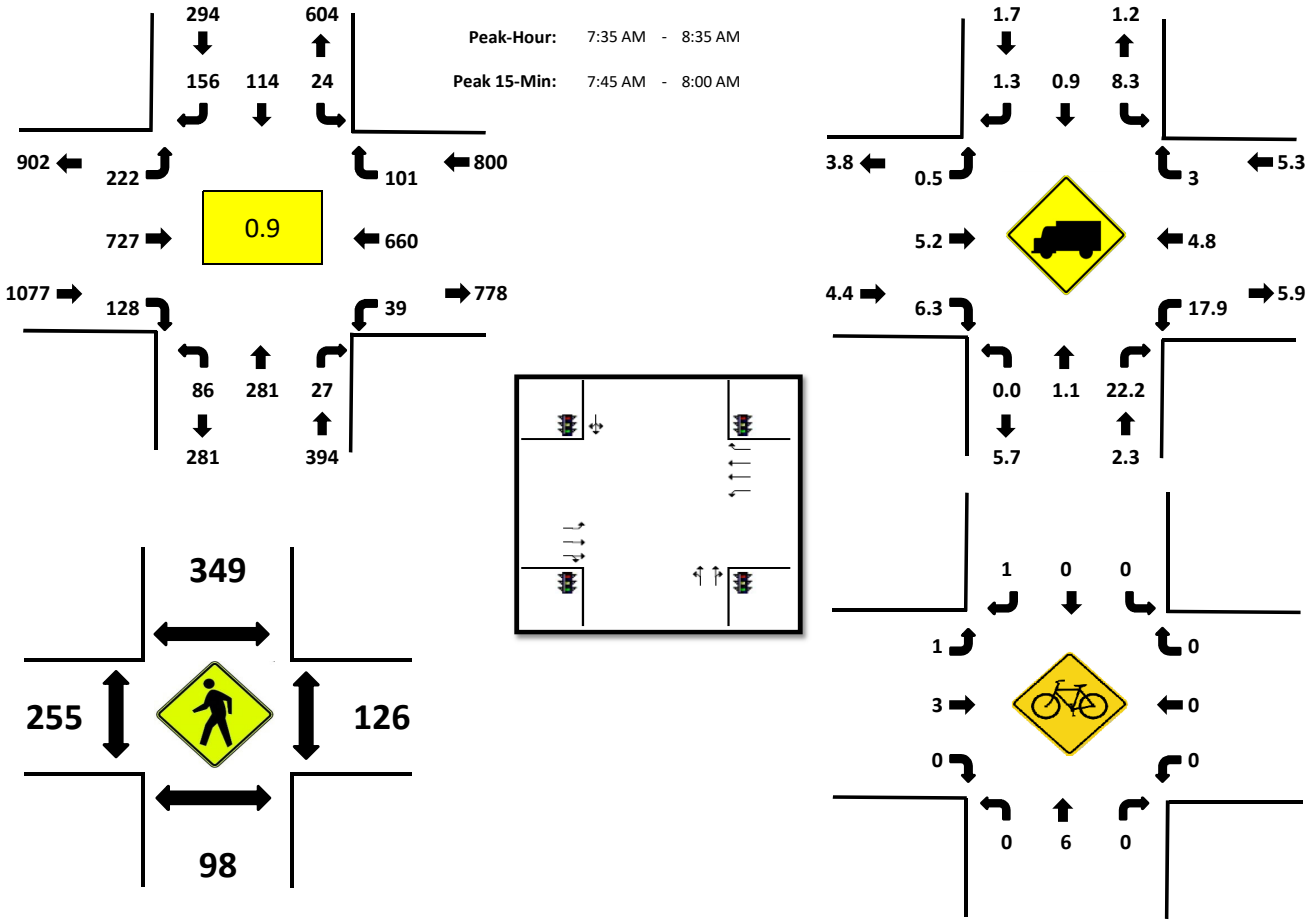 294 604
Peak-Hour: 7:35 AM - 8:35 AM
156 114 24
Peak 15-Min: 7:45 AM - 8:00 AM
902 800
222 101
0.9
727 660
1077 778
128 39
86 281 27
281 394
1.7 1.2
1.3 0.9 8.3
3.8 5.3
0.5 3
5.2 4.8
4.4 5.9
6.3 17.9
0.0 1.1 22.2
5.7 2.3
349
255 126
98
1 0 0
1 0
3 0
0 0
0 6 0